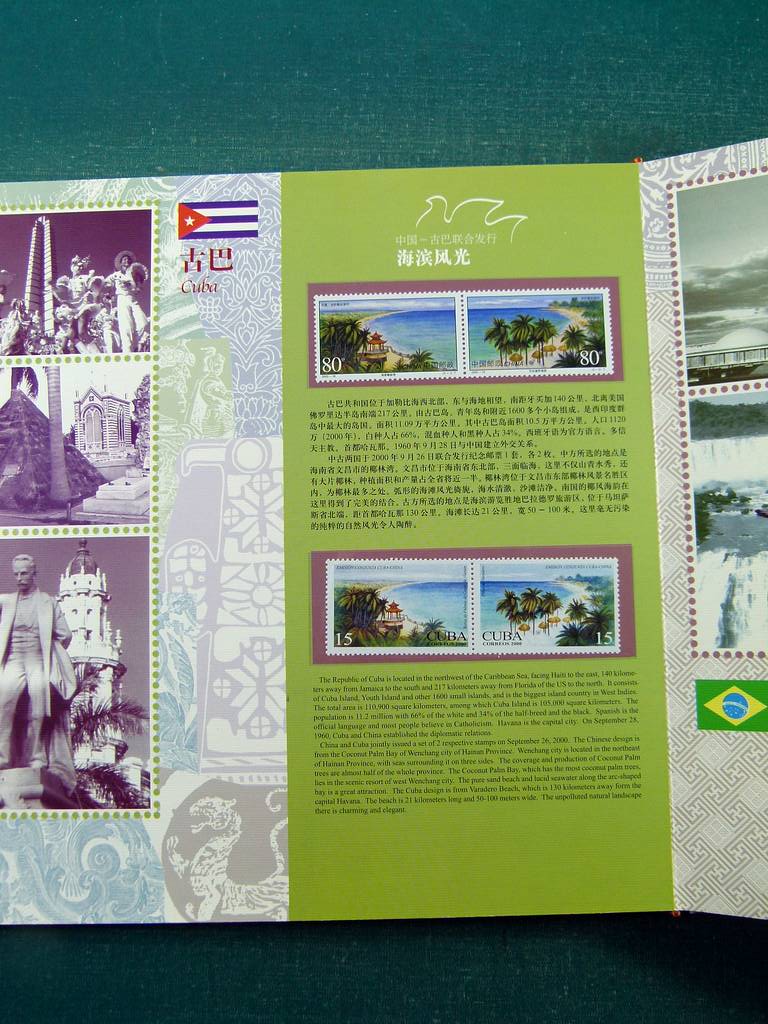 古巴
Cuba
中国－古巴联合发行
海滨风光
80
中国邮政
中国邮政
80
古巴共和国位于加勒比海西北部，东与海地相望，南距牙买加140公里，北离美国
佛罗里达半岛南端217公里。由古巴岛、青年岛和附近1600多个小岛组成，是西印度群
岛中最大的岛国。面积11.09万平方公里，其中古巴岛面积10.5万平方公里。人口1120
万（2000年），白种人占66%，混血种人和黑种人占34%。西班牙语为官方语言。多信
天主教。首都哈瓦那。1960年9月28日与中国建立外交关系。
中古两国于2000年9月26日联合发行纪念邮票1套，各2枚。中方所选的地点是
海南省文昌市的椰林湾。文昌市位于海南省东北部，三面临海。这里不仅山青水秀，还
有大片椰林，种植面积和产量占全省将近一半。椰林湾位于文昌市东部椰林风景名胜区
内，为椰林最多之处。弧形的海滩风光旖旎，海水清澈，沙滩洁净。南国的椰风海韵在
这里得到了完美的结合。古方所选的地点是海滨游览胜地巴拉德罗旅游区，位于马坦萨
斯省北端，距首都哈瓦那130公里，海滩长达21公里，宽50－100米，这里毫无污染
的纯粹的自然风光令人陶醉。
EMISION CONJUNTA CUBA-CHINA
EMISION CONJUNTA CUBA-CHINA
15
CUBA
CORREOS 2000
CUBA
CORREOS 2000
15
The Republic of Cuba is located in the northwest of the Caribbean Sea, facing Haiti to the east, 140 kilome-
ters away from Jamaica to the south and 217 kilometers away from Florida of the US to the north. It consists
of Cuba Island, Youth Island and other 1600 small islands, and is the biggest island country in West Indies.
The total area is 110,900 square kilometers, among which Cuba Island is 105,000 square kilometers. The
population is 11.2 million with 66% of the white and 34% of the half-breed and the black. Spanish is the
official language and most people believe in Catholicism. Havana is the capital city. On September 28,
1960, Cuba and China established the diplomatic relations.
China and Cuba jointly issued a set of 2 respective stamps on September 26, 2000. The Chinese design is
from the Coconut Palm Bay of Wenchang city of Hainan Province. Wenchang city is located in the northeast
of Hainan Province, with seas surrounding it on three sides. The coverage and production of Coconut Palm
trees are almost half of the whole province. The Coconut Palm Bay, which has the most coconut palm trees,
lies in the scenic resort of west Wenchang city. The pure sand beach and lucid seawater along the arc-shaped
bay is a great attraction. The Cuba design is from Varadero Beach, which is 130 kilometers away form the
capital Havana. The beach is 21 kilometers long and 50-100 meters wide. The unpolluted natural landscape
there is charming and elegant.